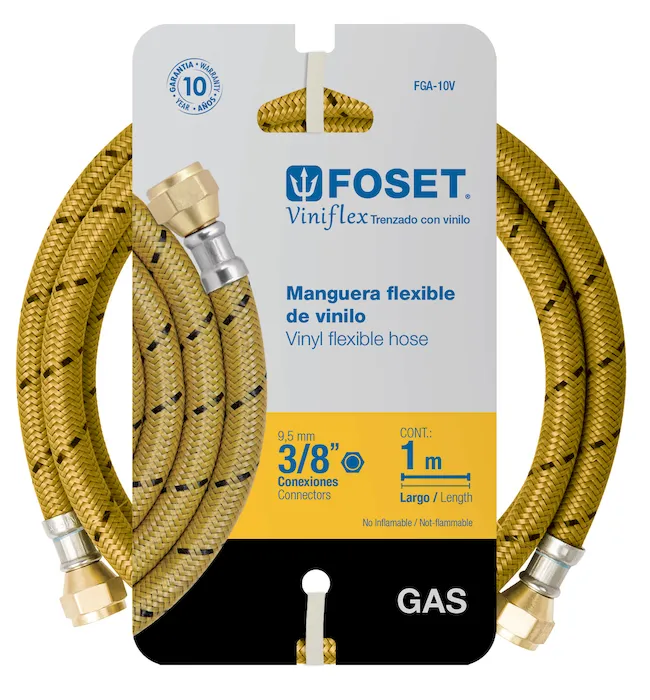 GARANTÍA • WARRANTY
10
YEAR • AÑOS
FGA-10V
FOSET®
Viniflex Trenzado con vinilo
Manguera flexible
de vinilo
Vinyl flexible hose
9,5 mm
3/8”
Conexiones
Connectors
CONT.:
1 m
Largo / Length
No Inflamable / Not-flammable
GAS